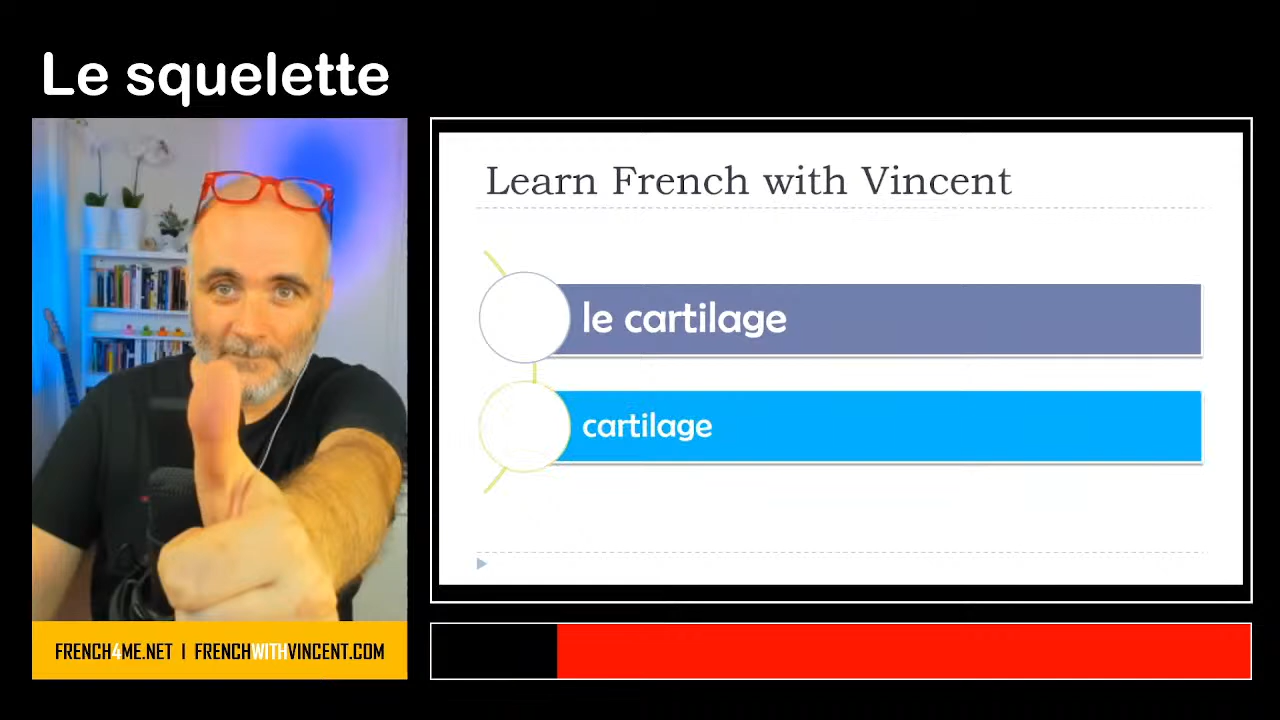 Le squelette
Learn French with Vincent
le cartilage
cartilage
FRENCH4ME.NET I FRENCHWITHVINCENT.COM